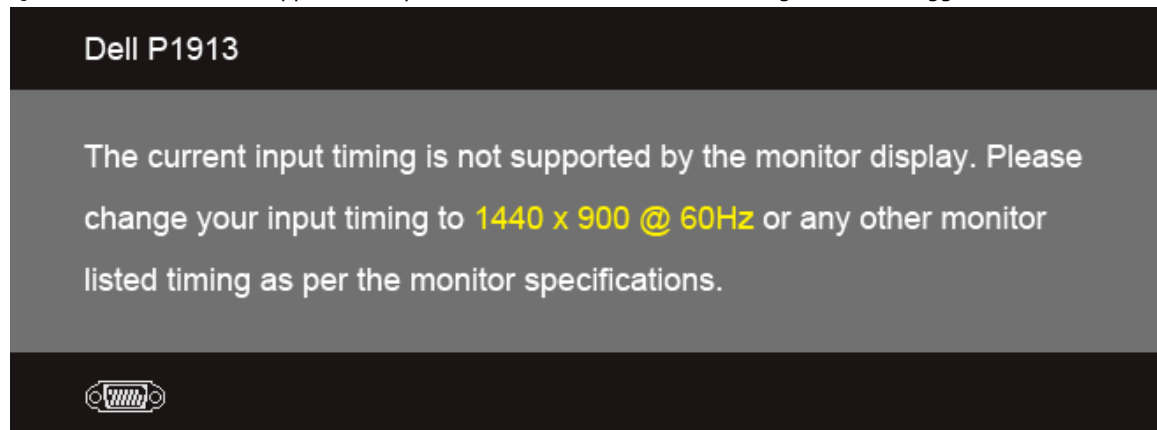 Dell P1913
The current input timing is not supported by the monitor display. Please
change your input timing to 1440 x 900 @ 60Hz or any other monitor
listed timing as per the monitor specifications.